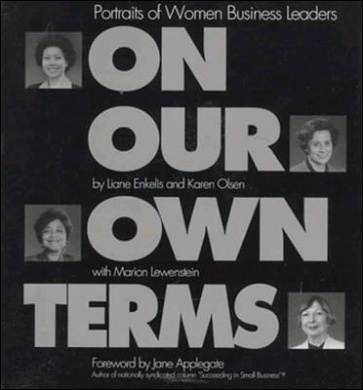 Portraits of Women Business Leaders
ON
OUR
by Liane Enkelis and Karen Olsen
OWN
with Marion Lewenstein
TERMS
Foreword by Jane Applegate
Author of nationally syndicated column "Succeeding in Small Business"®